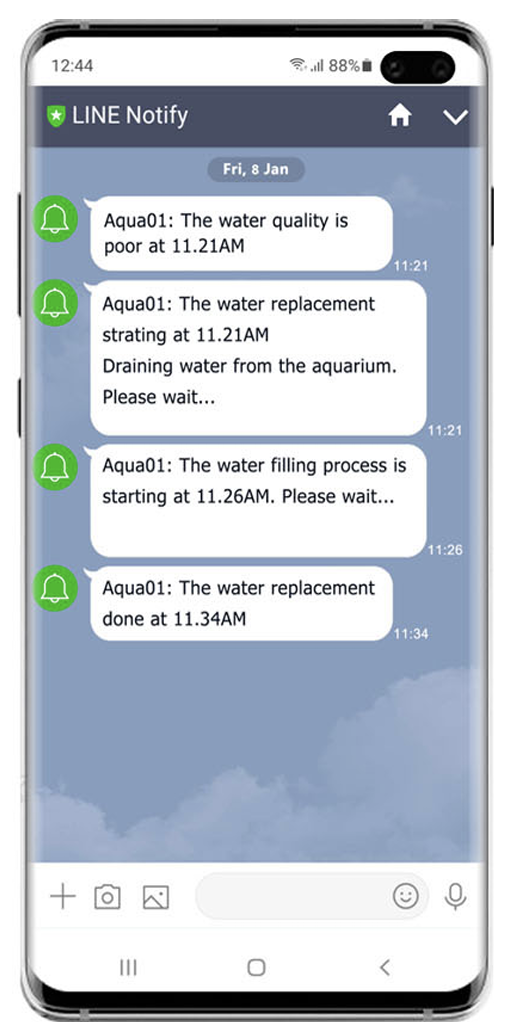 12:44 88%
LINE Notify
Fri, 8 Jan
Aqua01: The water quality is
poor at 11.21AM
11:21
Aqua01: The water replacement
strating at 11.21AM
Draining water from the aquarium.
Please wait...
11:21
Aqua01: The water filling process is
starting at 11.26AM. Please wait...
11:26
Aqua01: The water replacement
done at 11.34AM
11:34